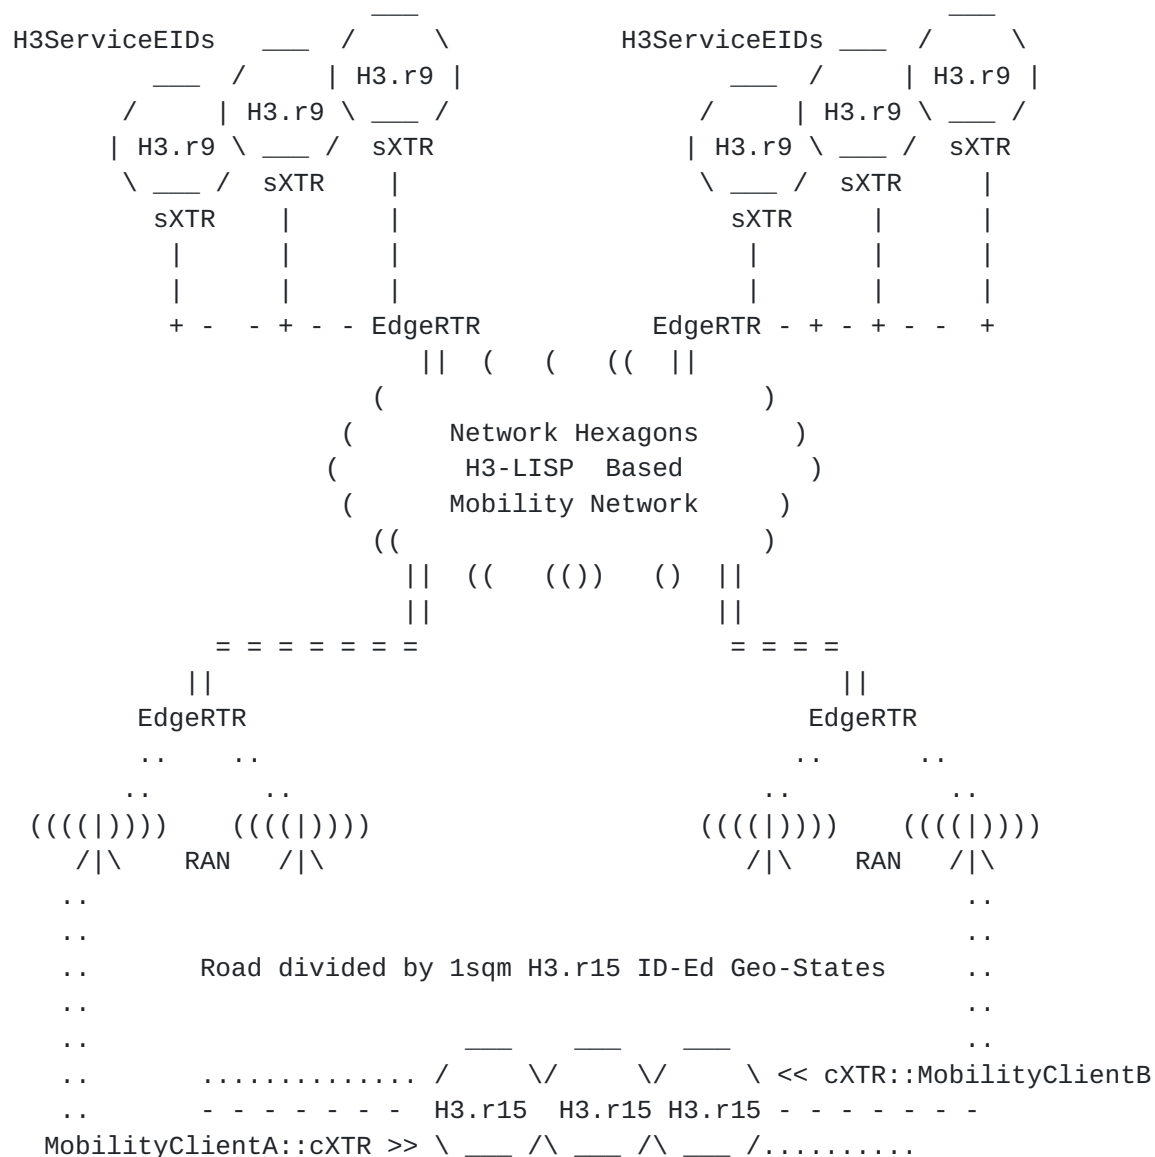 H3ServiceEIDs H3ServiceEIDs
H3.r9 H3.r9
H3.r9 H3.r9
H3.r9 sXTR H3.r9 sXTR
sXTR sXTR
sXTR sXTR
EdgeRTR EdgeRTR
Network Hexagons
H3-LISP Based
Mobility Network
EdgeRTR EdgeRTR
RAN RAN
Road divided by 1sqm H3.r15 ID-Ed Geo-States
<< cXTR::MobilityClientB
H3.r15 H3.r15 H3.r15
MobilityClientA::cXTR >>